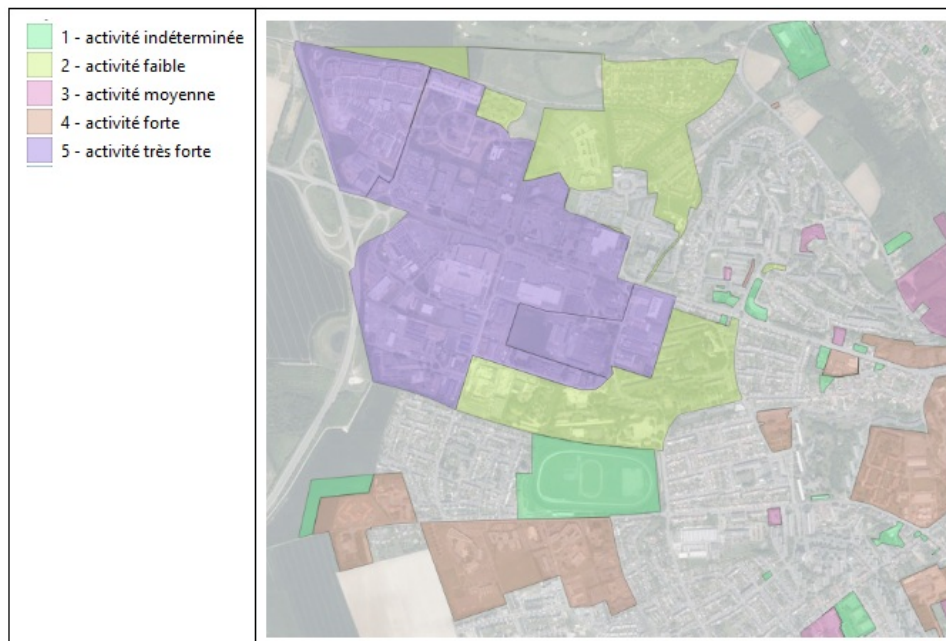 1 - activité indéterminée
2 - activité faible
3 - activité moyenne
4 - activité forte
5 - activité très forte